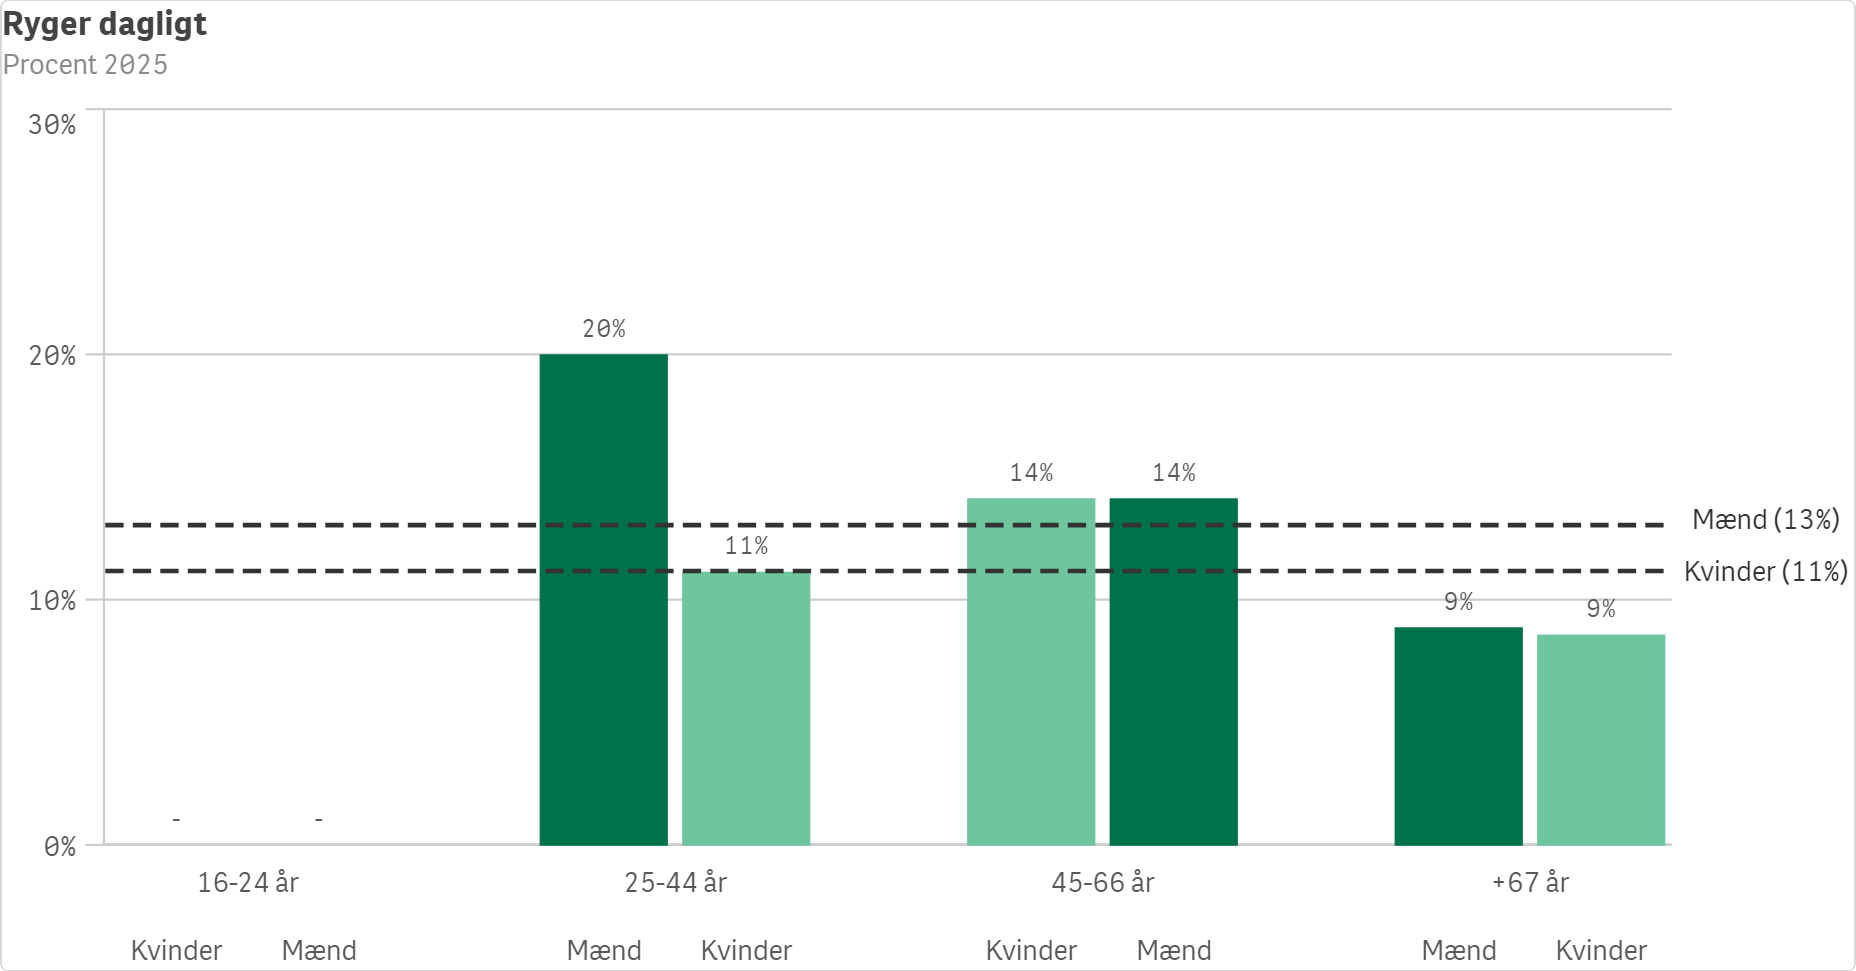 Ryger dagligt
Procent 2025
30%
20%
10%
0%
20%
11%
14%
14%
9%
9%
-
-
Mænd (13%)
Kvinder (11%)
16-24 år
25-44 år
45-66 år
+67 år
Kvinder
Mænd
Mænd
Kvinder
Kvinder
Mænd
Mænd
Kvinder